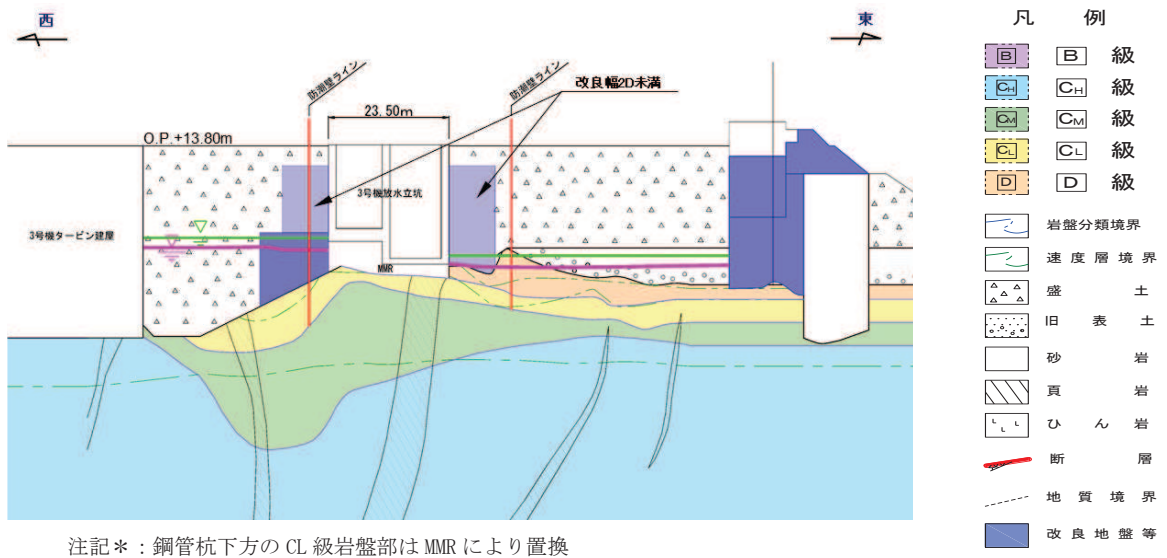 西
東
防潮壁ライン
防潮壁ライン
改良幅2D未満
23.50m
O.P.+13.80m
3号機放水立坑
3号機タービン建屋
MMR
注記＊：鋼管杭下方の CL 級岩盤部は MMR により置換
凡 例
B B 級
CH CH 級
CM CM 級
CL CL 級
D D 級
岩盤分類境界
速度層境界
盛 土
旧 表 土
砂 岩
頁 岩
ひ ん 岩
断 層
地 質 境 界
改 良 地 盤 等